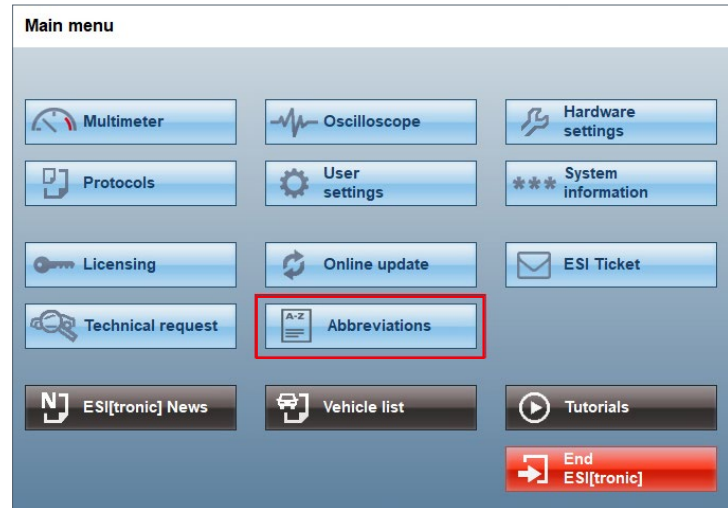 Main menu
Multimeter
Oscilloscope
Hardware
settings
Protocols
User
settings
***
System
information
Licensing
Online update
ESI Ticket
Technical request
A-Z
Abbreviations
N
ESI[tronic] News
Vehicle list
Tutorials
End
ESI[tronic]